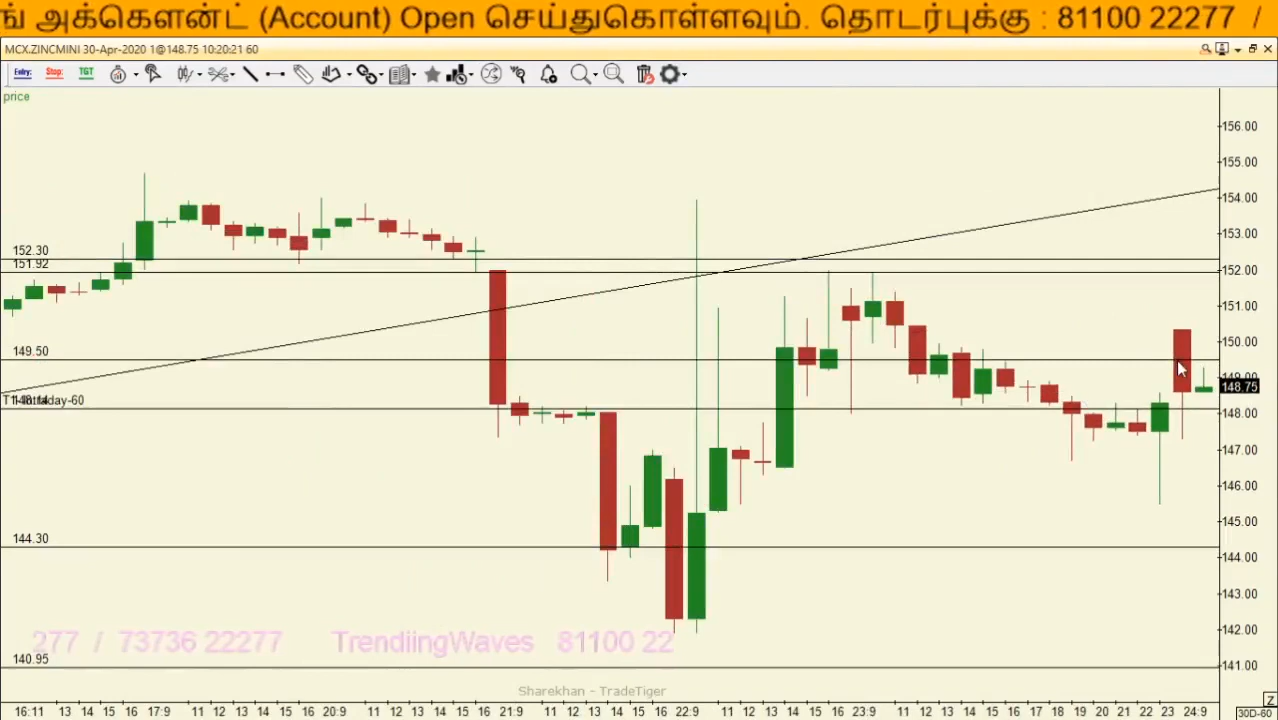 ங் அக்கௌன்ட் (Account) Open செய்துகொள்ளவும். தொடர்புக்கு : 81100 22277 /
MCX.ZINCMINI 30-Apr-2020 1@148.75 10:20:21 60
Entry: Stop: TGT
price
156.00
155.00
154.00
153.00
152.30
151.92
152.00
151.00
150.00
149.50
149.00
148.75
T1 Intraday-60
148.00
147.00
146.00
145.00
144.30
144.00
143.00
142.00
277 / 73736 22277 TrendiingWaves 81100 22
140.95
141.00
Sharekhan - TradeTiger
16:11 13 14 15 16 17:9 11 12 13 14 15 16 20:9 11 12 13 14 15 16 21:9 11 12 13 14 15 16 22:9 11 12 13 14 15 16 23:9 11 12 13 14 15 16 17 18 19 20 21 22 23 24:9 30D-60